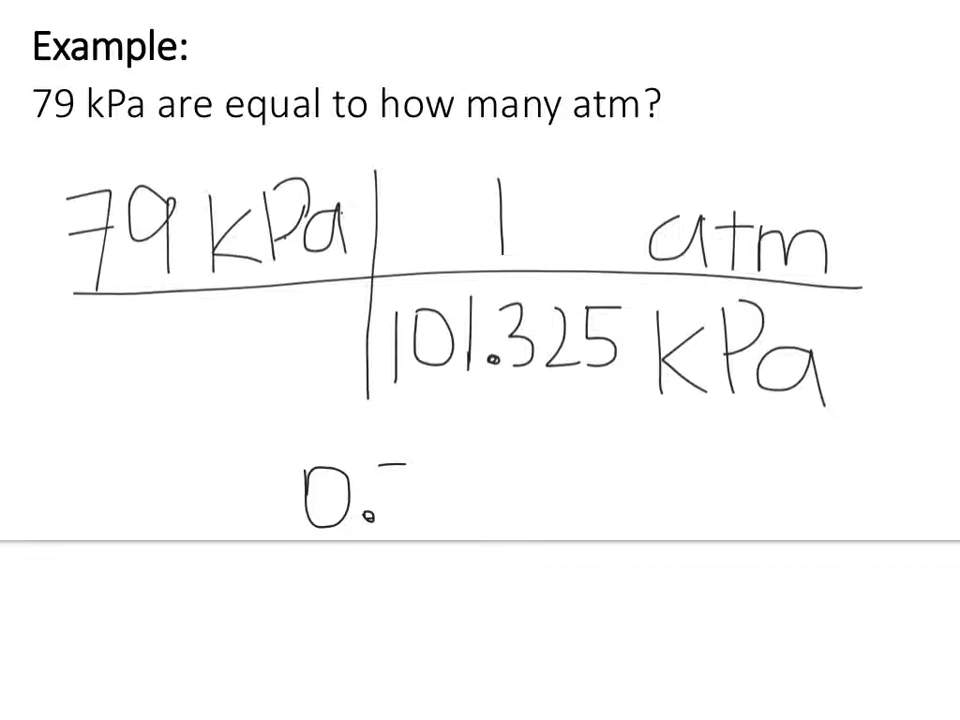 Example:
79 kPa are equal to how many atm?
79 kPa 1 atm
101.325 kPa
0.